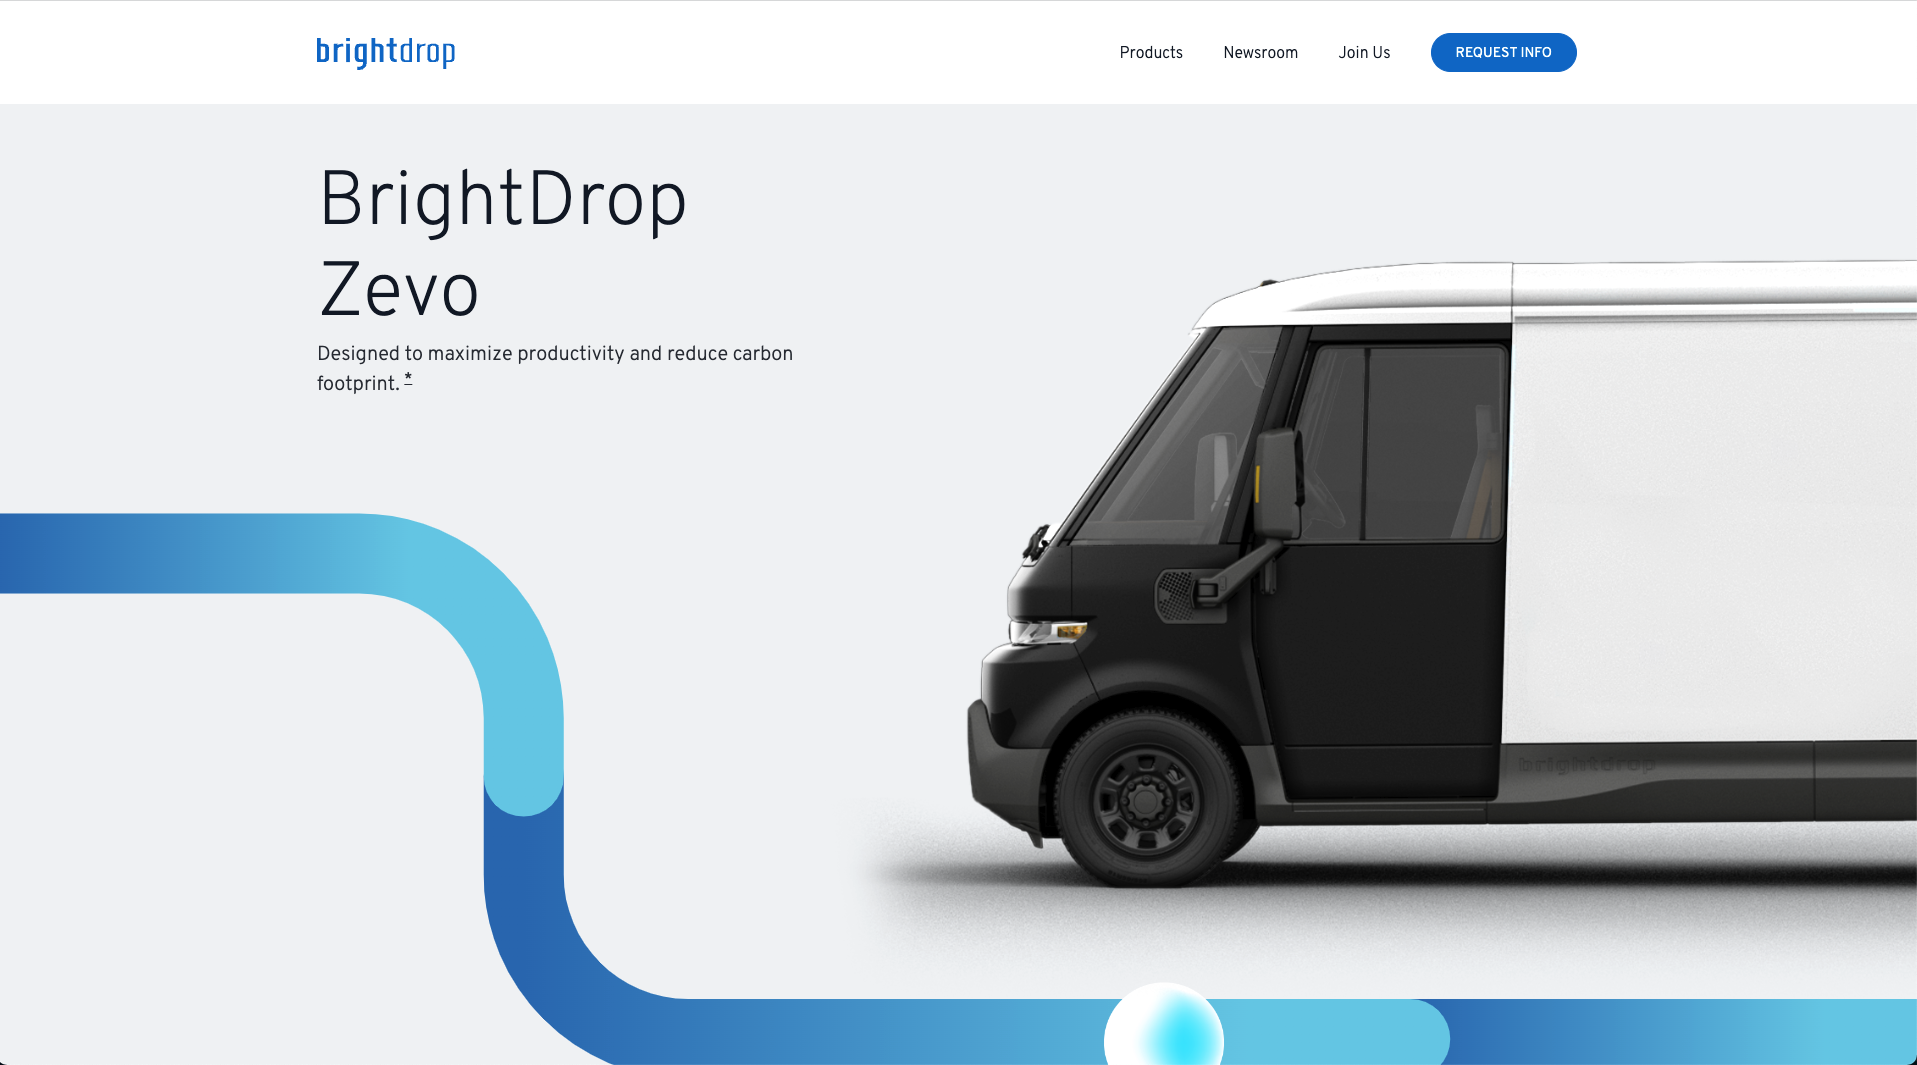 brightdrop
Products
Newsroom
Join Us
REQUEST INFO
BrightDrop
Zevo
Designed to maximize productivity and reduce carbon
footprint. *
brightdrop